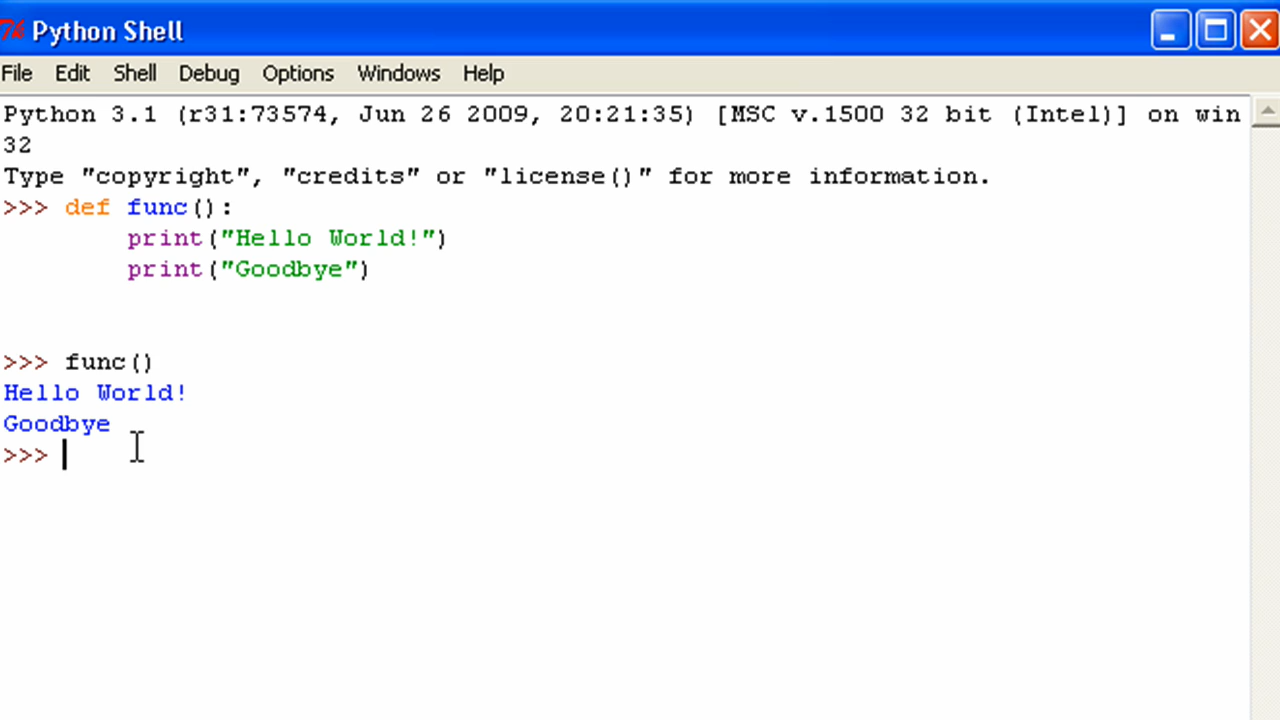 Python Shell
File Edit Shell Debug Options Windows Help
Python 3.1 (r31:73574, Jun 26 2009, 20:21:35) [MSC v.1500 32 bit (Intel)] on win
32
Type "copyright", "credits" or "license()" for more information.
>>> def func():
        print("Hello World!")
        print("Goodbye")
>>> func()
Hello World!
Goodbye
>>>